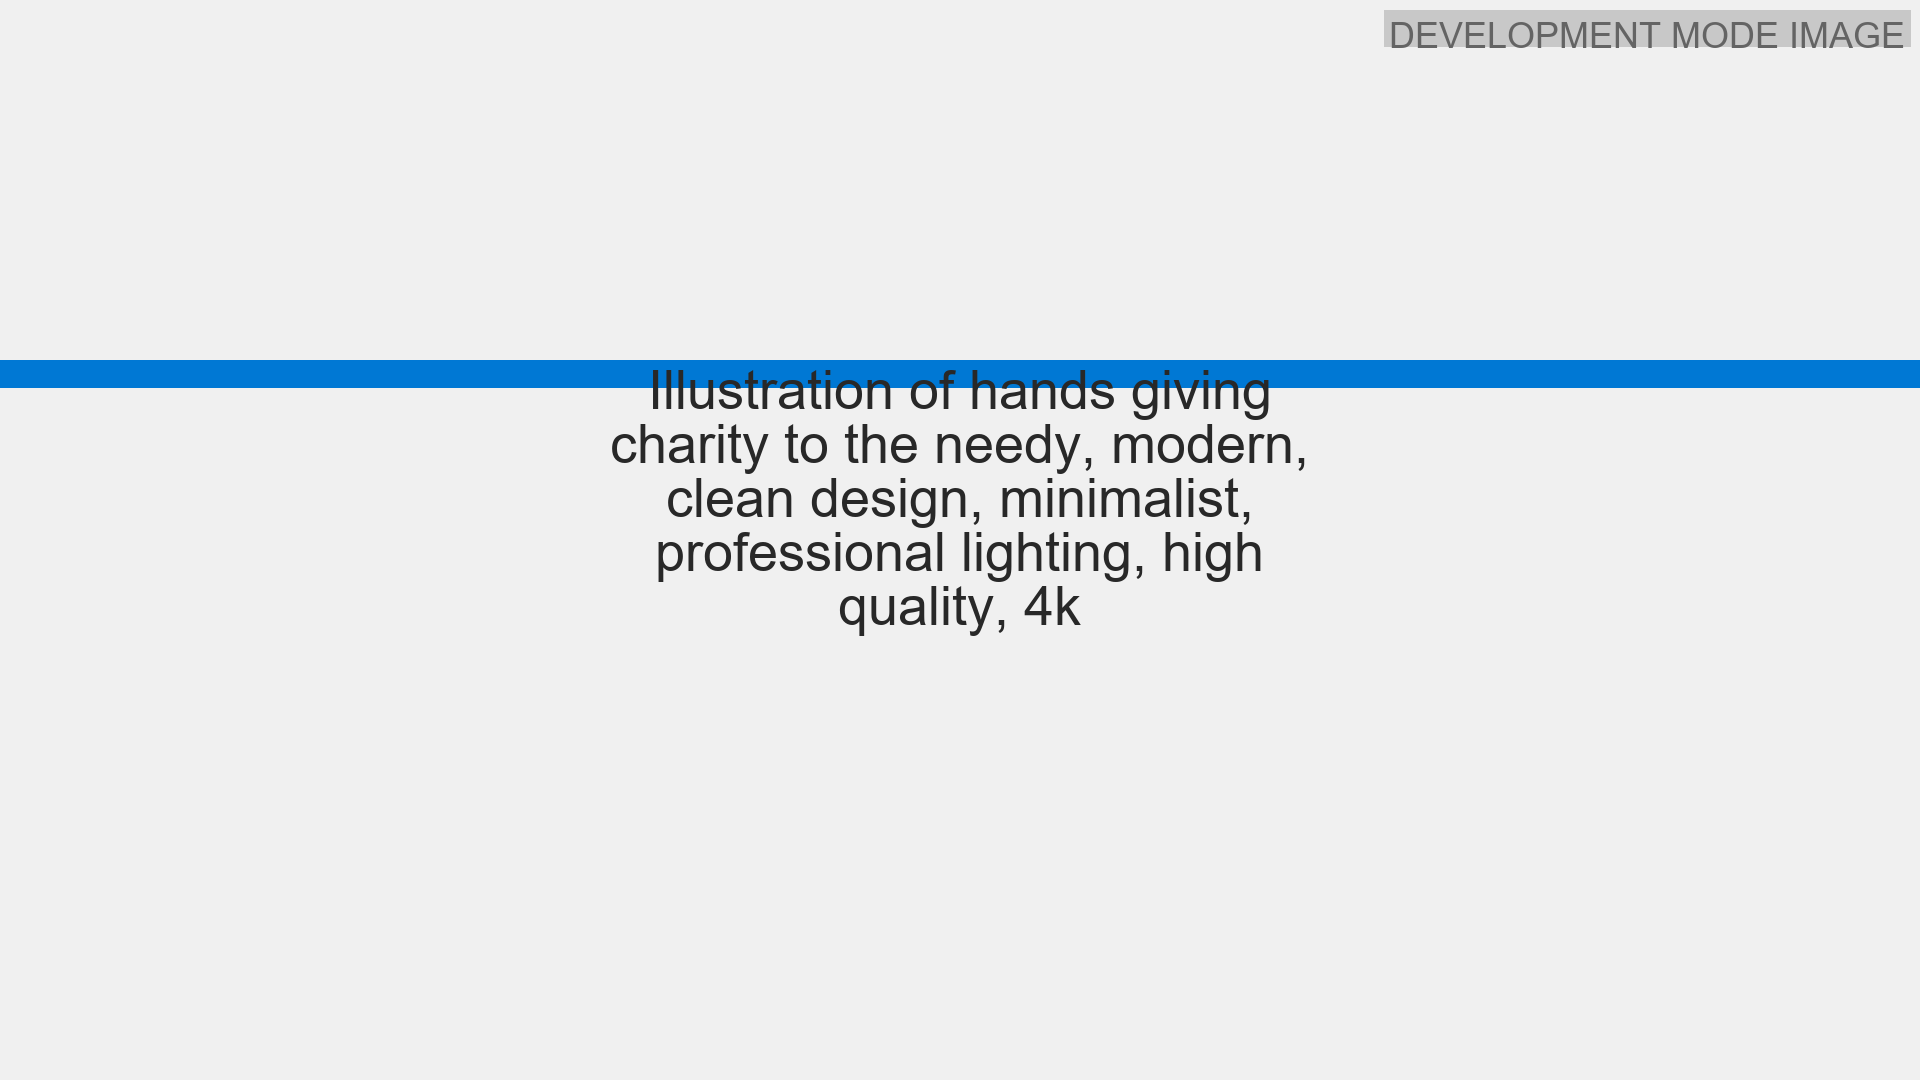 DEVELOPMENT MODE IMAGE
Illustration of hands giving
charity to the needy, modern,
clean design, minimalist,
professional lighting, high
quality, 4k